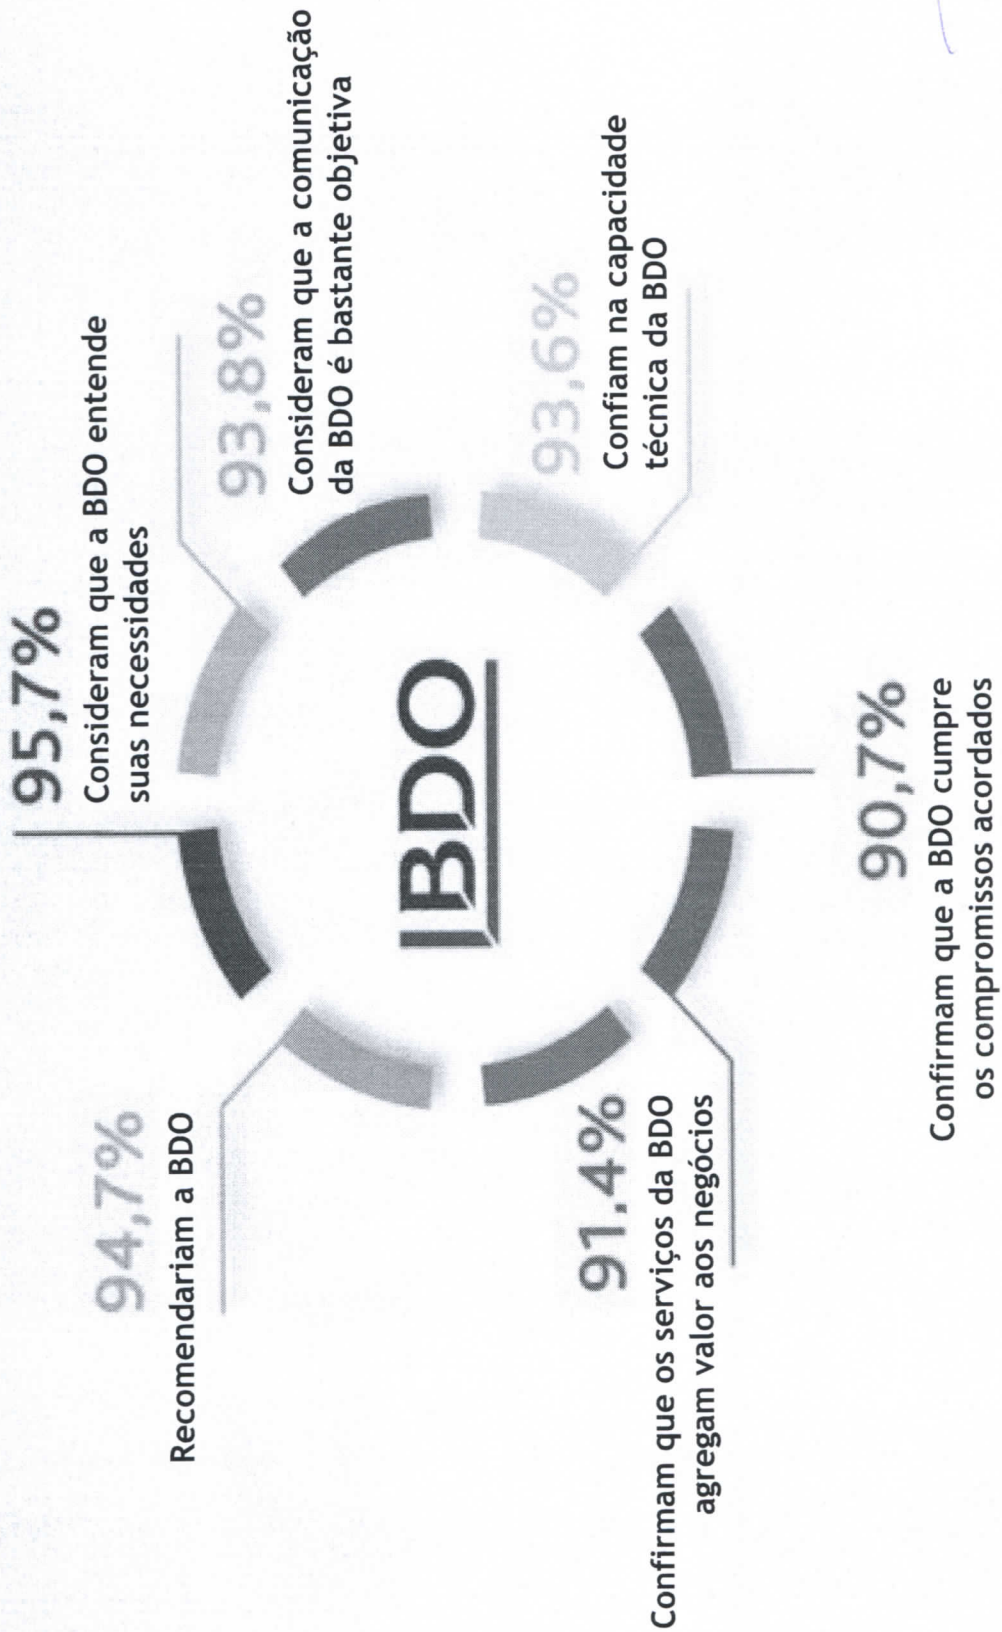 95,7%
Consideram que a BDO entende
suas necessidades
94,7%
Recomendariam a BDO
93,8%
Consideram que a comunicação
da BDO é bastante objetiva
BDO
91.4%
Confirmam que os serviços da BDO
agregam valor aos negócios
93,6%
Confiam na capacidade
técnica da BDO
90,7%
Confirmam que a BDO cumpre
os compromissos acordados